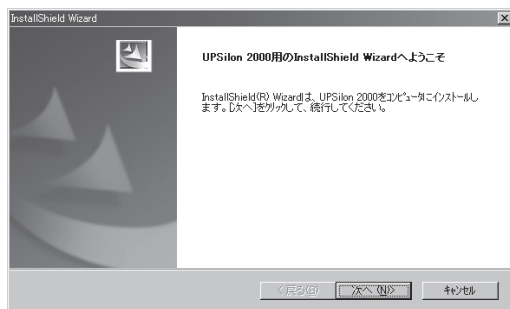 InstallShield Wizard
UPSilon 2000用のInstallShield Wizardへようこそ
InstallShield(R) Wizardは、UPSilon 2000をコンピュータにインストールし
ます。[次へ]をクリックして、続行してください。
< 戻る(B) 次へ (N)> キャンセル